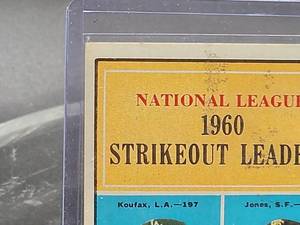 NATIONAL LEAGU
1960
STRIKEOUT LEAD
Koufax, L.A.—197 Jones, S.F.—